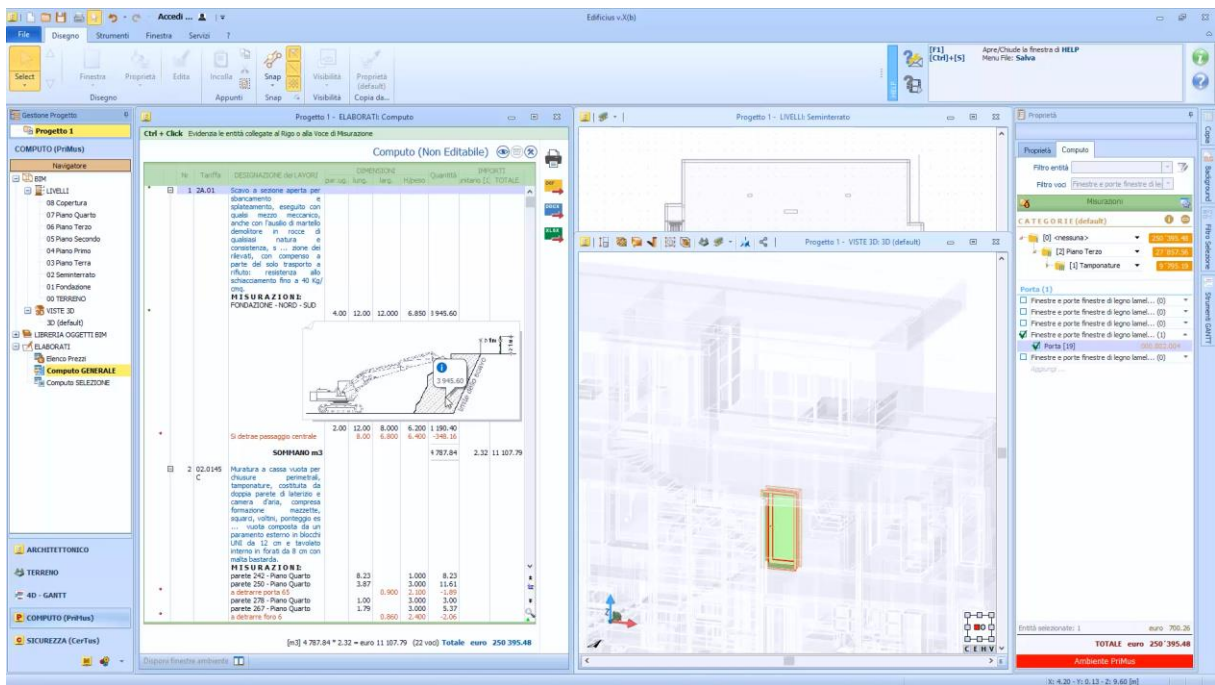 Accedi ...
Edificius v.X(b)
File Disegno Strumenti Finestra Servizi ?
Select
Finestra Proprietà Edita Incolla Snap Visibilità Proprietà (default)
Disegno Appunti Snap Visibilità Copia da...
HELP
[F1] Apre/Chiude la finestra di HELP
[Ctrl]+[S] Menu File: Salva
Gestione Progetto
Progetto 1
COMPUTO (PriMus)
Navigatore
BIM
LIVELLI
08 Copertura
07 Piano Quarto
06 Piano Terzo
05 Piano Secondo
04 Piano Primo
03 Piano Terra
02 Seminterrato
01 Fondazione
00 TERRENO
VISTE 3D
3D (default)
LIBRERIA OGGETTI BIM
ELABORATI
Elenco Prezzi
Computo GENERALE
Computo SELEZIONE
ARCHITETTONICO
TERRENO
4D - GANTT
COMPUTO (PriMus)
SICUREZZA (CerTus)
Progetto 1 - ELABORATI: Computo
Ctrl + Click Evidenzia le entità collegate al Rigo o alla Voce di Misurazione
Computo (Non Editabile)
Nr Tariffa DESIGNAZIONE dei LAVORI DIMENSIONI Quantità IMPORTI
par.ug. lung. larg. H/peso TOTALE
1 2A.01 Scavo a sezione aperta per
sbancamento e
splateamento, eseguito con
qualsi mezzo meccanico,
anche con l'ausilio di martello
demolitore in rocce di
qualsiasi natura e
consistenza, s ... zione dei
rilevati, con compenso a
parte del solo trasporto a
rifiuto: resistenza allo
schiacciamento fino a 40 Kg/
cmq.
MISURAZIONI:
FONDAZIONE - NORD - SUD
4.00 12.00 12.000 6.850 3 945.60
3 945.60
2.00 12.00 8.000 6.200 1 190.40
Si detrae passaggio centrale 8.00 6.800 6.400 -348.16
SOMMANO m3 4 787.84 2.32 11 107.79
2 02.0145 Muratura a cassa vuota per
C chiusure perimetrali,
tamponature, costituita da
doppia parete di laterizio e
camera d'aria, compresa
formazione mazzette,
squarci, voltini, ponteggio es
... vuota composta da un
paramento esterno in blocchi
UNI da 12 cm e tavolato
interno in forati da 8 cm con
malta bastarda.
MISURAZIONI:
parete 242 - Piano Quarto 8.23 1.000 8.23
parete 250 - Piano Quarto 3.87 3.000 11.61
a detrarre porta 65 0.900 2.100 -1.89
parete 278 - Piano Quarto 1.00 3.000 3.00
parete 267 - Piano Quarto 1.79 3.000 5.37
a detrarre foro 6 0.860 2.400 -2.06
[m3] 4 787.84 * 2.32 = euro 11 107.79 (22 voci) Totale euro 250 395.48
Disponi finestre ambiente
Progetto 1 - LIVELLI: Seminterrato
Progetto 1 - VISTE 3D: 3D (default)
Z
C E H V
Proprietà
Proprietà Computo
Filtro entità
Filtro voci Finestre e porte finestre di le
Misurazioni
CATEGORIE (default)
[0] <nessuna> 250'395.48
[2] Piano Terzo
[1] Tamponature
Porta (1)
Finestre e porte finestre di legno lamel... (0)
Finestre e porte finestre di legno lamel... (0)
Finestre e porte finestre di legno lamel... (0)
Finestre e porte finestre di legno lamel... (1)
Porta [19]
Finestre e porte finestre di legno lamel... (0)
Aggiungi ...
Entità selezionate: 1 euro 700.26
TOTALE euro 250'395.48
Ambiente PriMus
Copia
Background
Filtro Selezione
Strumenti GANTT
X: 4.20 - Y: 0.13 - Z: 9.60 [m]